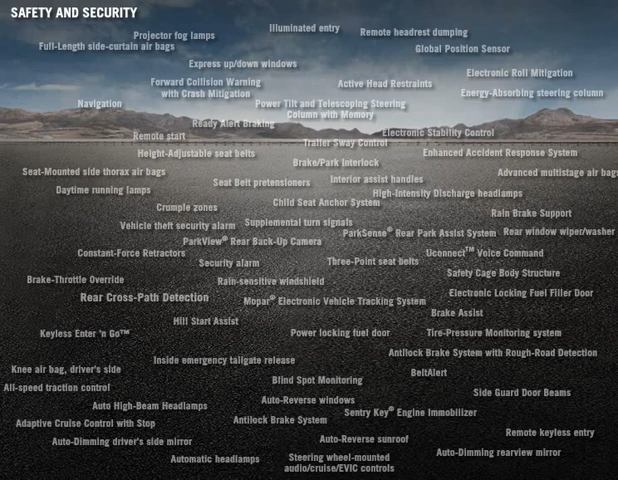 SAFETY AND SECURITY
Illuminated entry
Remote headrest dumping
Projector fog lamps
Full-Length side-curtain air bags
Global Position Sensor
Express up/down windows
Electronic Roll Mitigation
Forward Collision Warning
with Crash Mitigation
Active Head Restraints
Energy-Absorbing steering column
Navigation
Power Tilt and Telescoping Steering
Column with Memory
Ready Alert Braking
Remote start
Electronic Stability Control
Trailer Sway Control
Height-Adjustable seat belts
Enhanced Accident Response System
Brake/Park Interlock
Seat-Mounted side thorax air bags
Advanced multistage air bags
Seat Belt pretensioners
Interior assist handles
Daytime running lamps
High-Intensity Discharge headlamps
Child Seat Anchor System
Crumple zones
Rain Brake Support
Vehicle theft security alarm
Supplemental turn signals
ParkSense® Rear Park Assist System
Rear window wiper/washer
ParkView® Rear Back-Up Camera
Constant-Force Retractors
Uconnect™ Voice Command
Security alarm
Three-Point seat belts
Safety Cage Body Structure
Brake-Throttle Override
Rain-sensitive windshield
Electronic Locking Fuel Filler Door
Rear Cross-Path Detection
Mopar® Electronic Vehicle Tracking System
Brake Assist
Hill Start Assist
Keyless Enter 'n Go™
Power locking fuel door
Tire-Pressure Monitoring system
Antilock Brake System with Rough-Road Detection
Inside emergency tailgate release
Knee air bag, driver's side
BeltAlert
Blind Spot Monitoring
All-speed traction control
Side Guard Door Beams
Auto-Reverse windows
Auto High-Beam Headlamps
Sentry Key® Engine Immobilizer
Antilock Brake System
Adaptive Cruise Control with Stop
Remote keyless entry
Auto-Dimming driver's side mirror
Auto-Reverse sunroof
Auto-Dimming rearview mirror
Automatic headlamps
Steering wheel-mounted
audio/cruise/EVIC controls